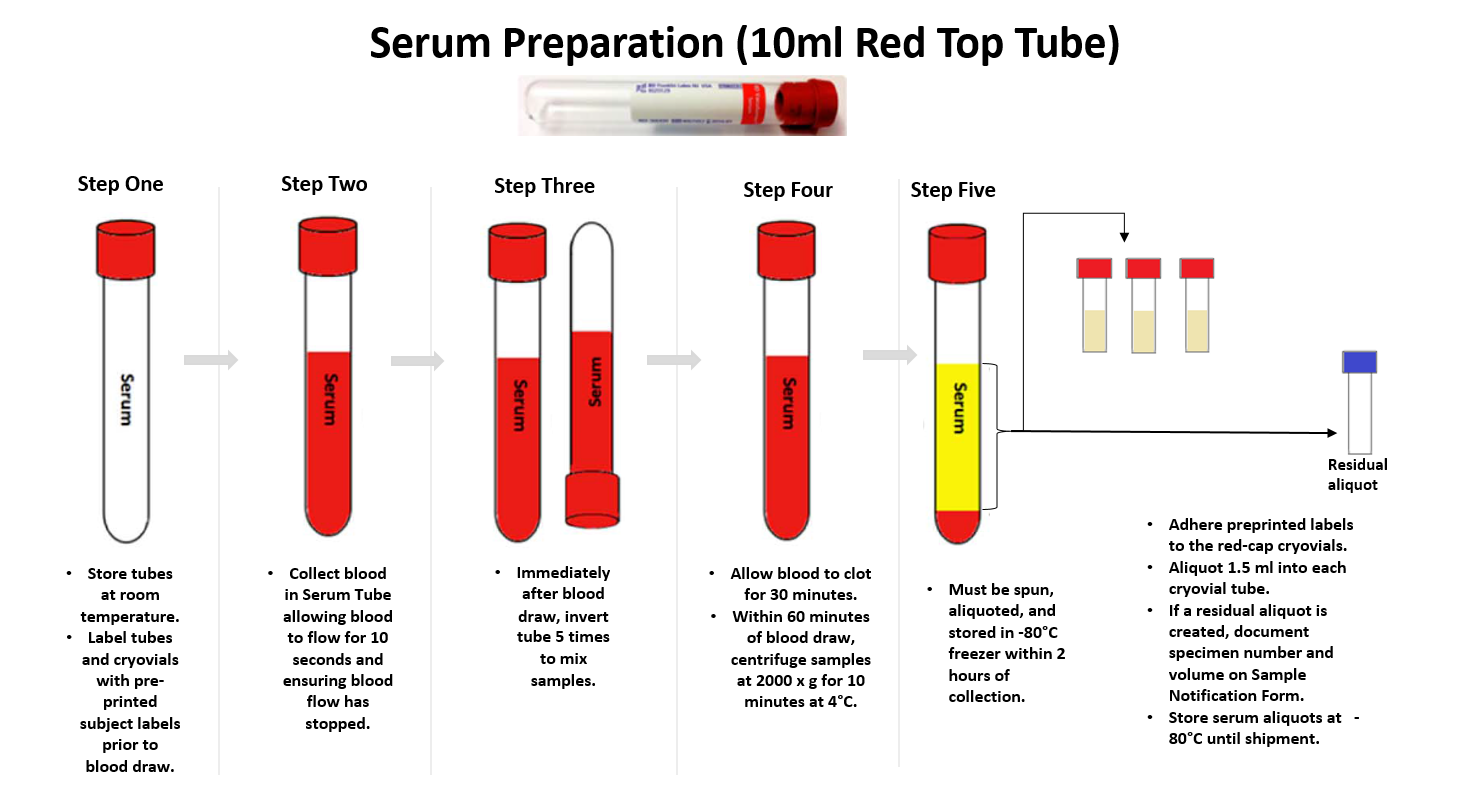 Serum Preparation (10ml Red Top Tube)
Step One
Serum
• Store tubes
at room
temperature.
• Label tubes
and cryovials
with pre-
printed
subject labels
prior to
blood draw.
Step Two
Serum
• Collect blood
in Serum Tube
allowing blood
to flow for 10
seconds and
ensuring blood
flow has
stopped.
Step Three
Serum
Serum
• Immediately
after blood
draw, invert
tube 5 times
to mix
samples.
Step Four
Serum
• Allow blood to clot
for 30 minutes.
• Within 60 minutes
of blood draw,
centrifuge samples
at 2000 x g for 10
minutes at 4°C.
Step Five
Serum
• Must be spun,
aliquoted, and
stored in -80°C
freezer within 2
hours of
collection.
Residual
aliquot
• Adhere preprinted labels
to the red-cap cryovials.
• Aliquot 1.5 ml into each
cryovial tube.
• If a residual aliquot is
created, document
specimen number and
volume on Sample
Notification Form.
• Store serum aliquots at -
80°C until shipment.